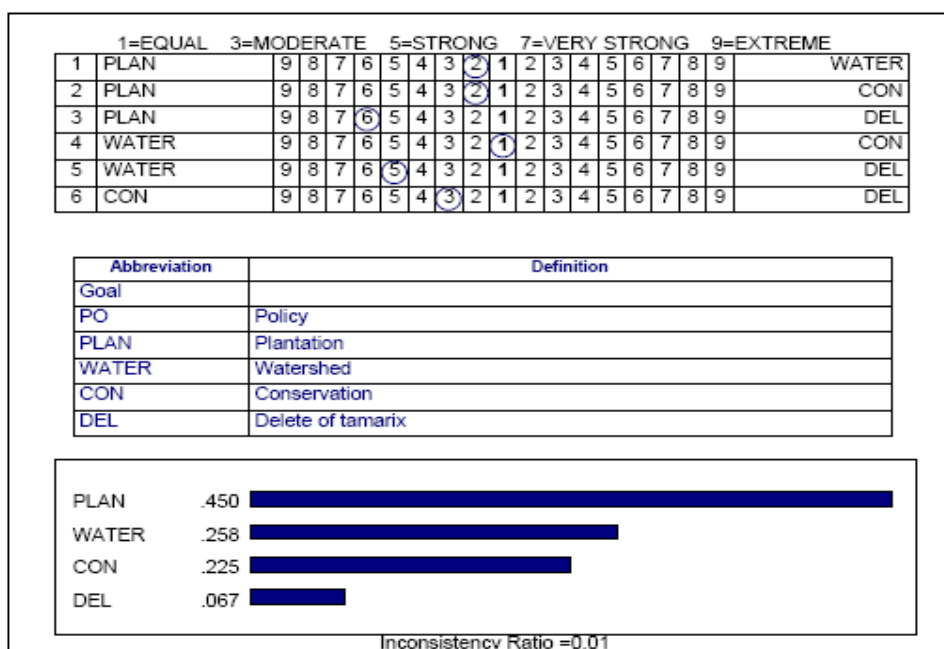 1=EQUAL 3=MODERATE 5=STRONG 7=VERY STRONG 9=EXTREME
1 PLAN 9 8 7 6 5 4 3 2 1 2 3 4 5 6 7 8 9 WATER
2 PLAN 9 8 7 6 5 4 3 2 1 2 3 4 5 6 7 8 9 CON
3 PLAN 9 8 7 6 5 4 3 2 1 2 3 4 5 6 7 8 9 DEL
4 WATER 9 8 7 6 5 4 3 2 1 2 3 4 5 6 7 8 9 CON
5 WATER 9 8 7 6 5 4 3 2 1 2 3 4 5 6 7 8 9 DEL
6 CON 9 8 7 6 5 4 3 2 1 2 3 4 5 6 7 8 9 DEL
Abbreviation Definition
Goal
PO Policy
PLAN Plantation
WATER Watershed
CON Conservation
DEL Delete of tamarix
PLAN .450
WATER .258
CON .225
DEL .067
Inconsistency Ratio =0.01